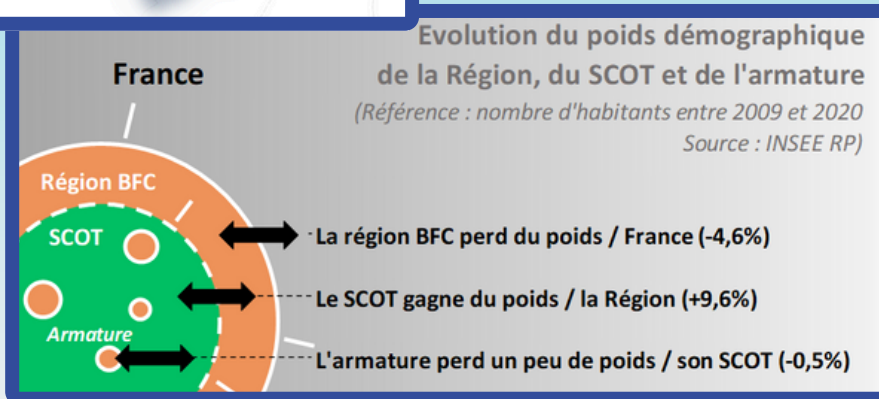 Evolution du poids démographique
de la Région, du SCOT et de l'armature
(Référence : nombre d'habitants entre 2009 et 2020
Source : INSEE RP)
France
Région BFC
SCOT
Armature
La région BFC perd du poids / France (-4,6%)
Le SCOT gagne du poids / la Région (+9,6%)
L'armature perd un peu de poids / son SCOT (-0,5%)